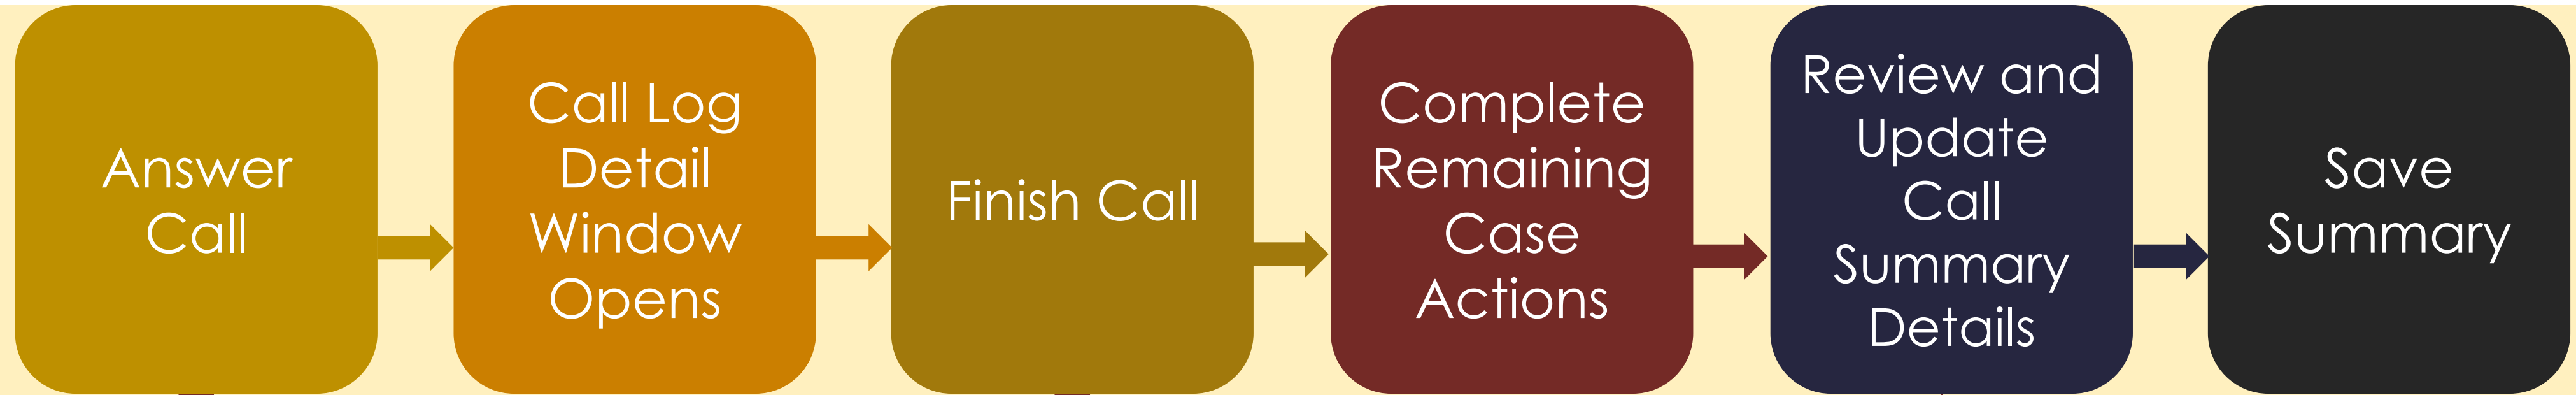 Answer
Call
Call Log
Detail
Window
Opens
Finish Call
Complete
Remaining
Case
Actions
Review and
Update
Call
Summary
Details
Save
Summary